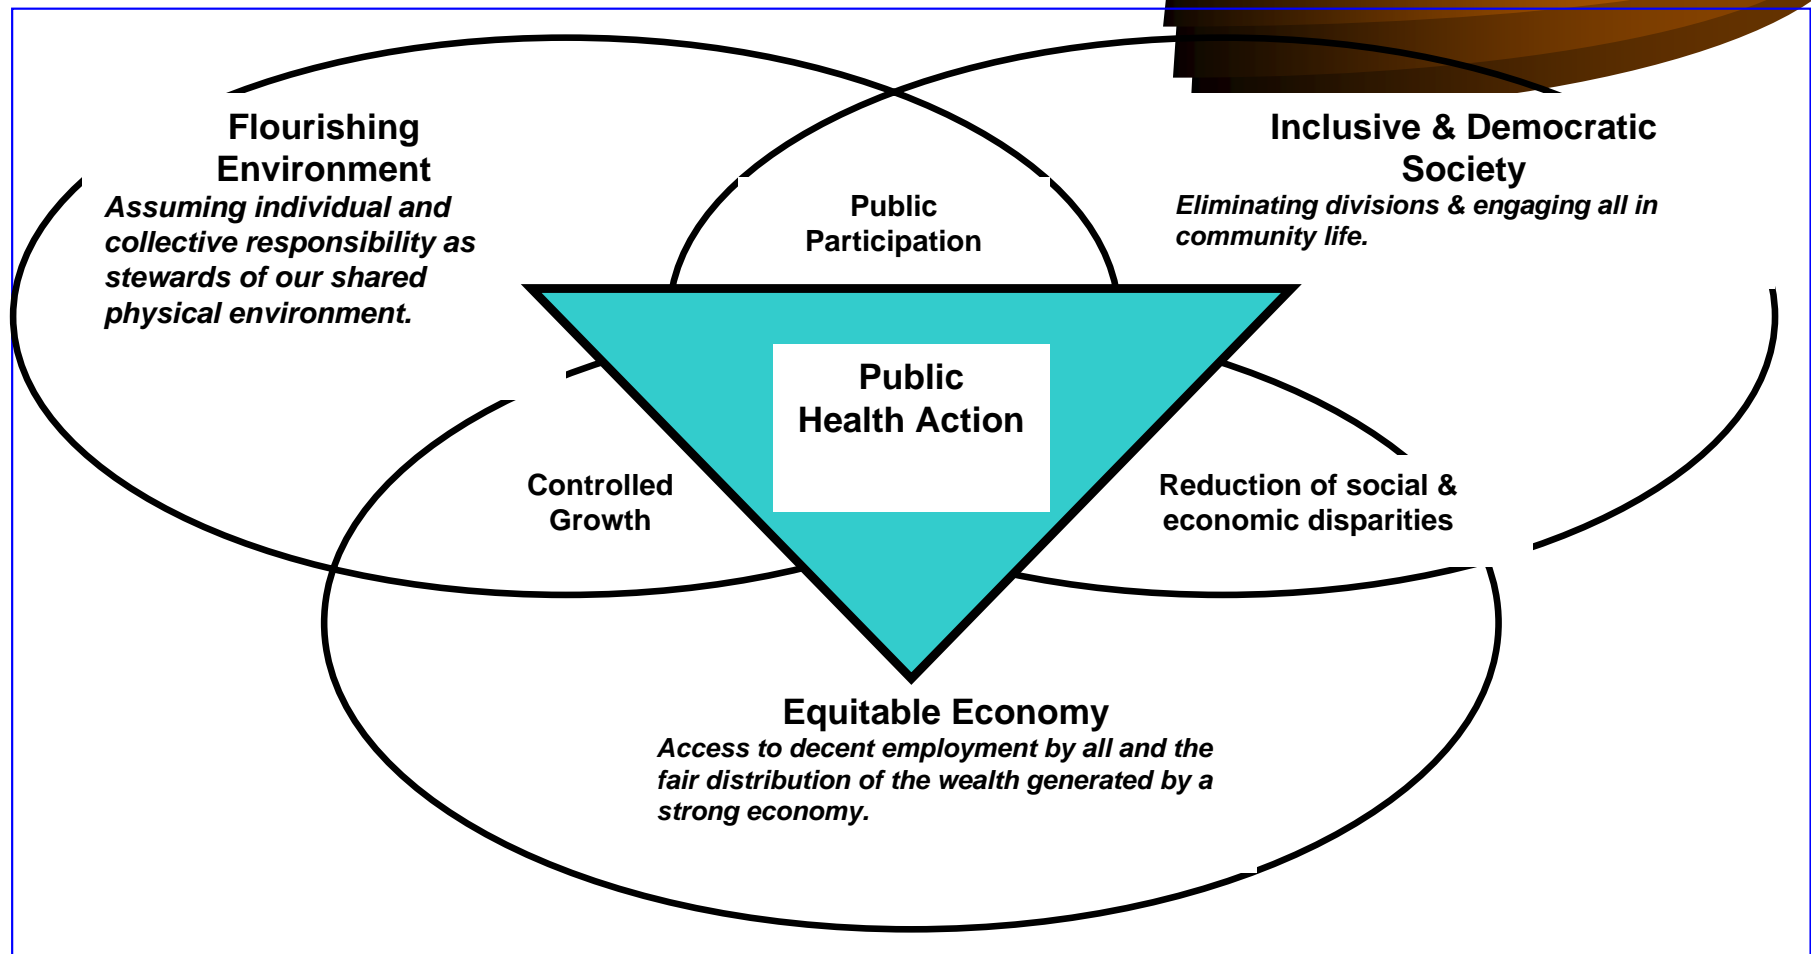 Flourishing
Environment
Assuming individual and
collective responsibility as
stewards of our shared
physical environment.
Public
Participation
Inclusive & Democratic
Society
Eliminating divisions & engaging all in
community life.
Public
Health Action
Controlled
Growth
Reduction of social &
economic disparities
Equitable Economy
Access to decent employment by all and the
fair distribution of the wealth generated by a
strong economy.